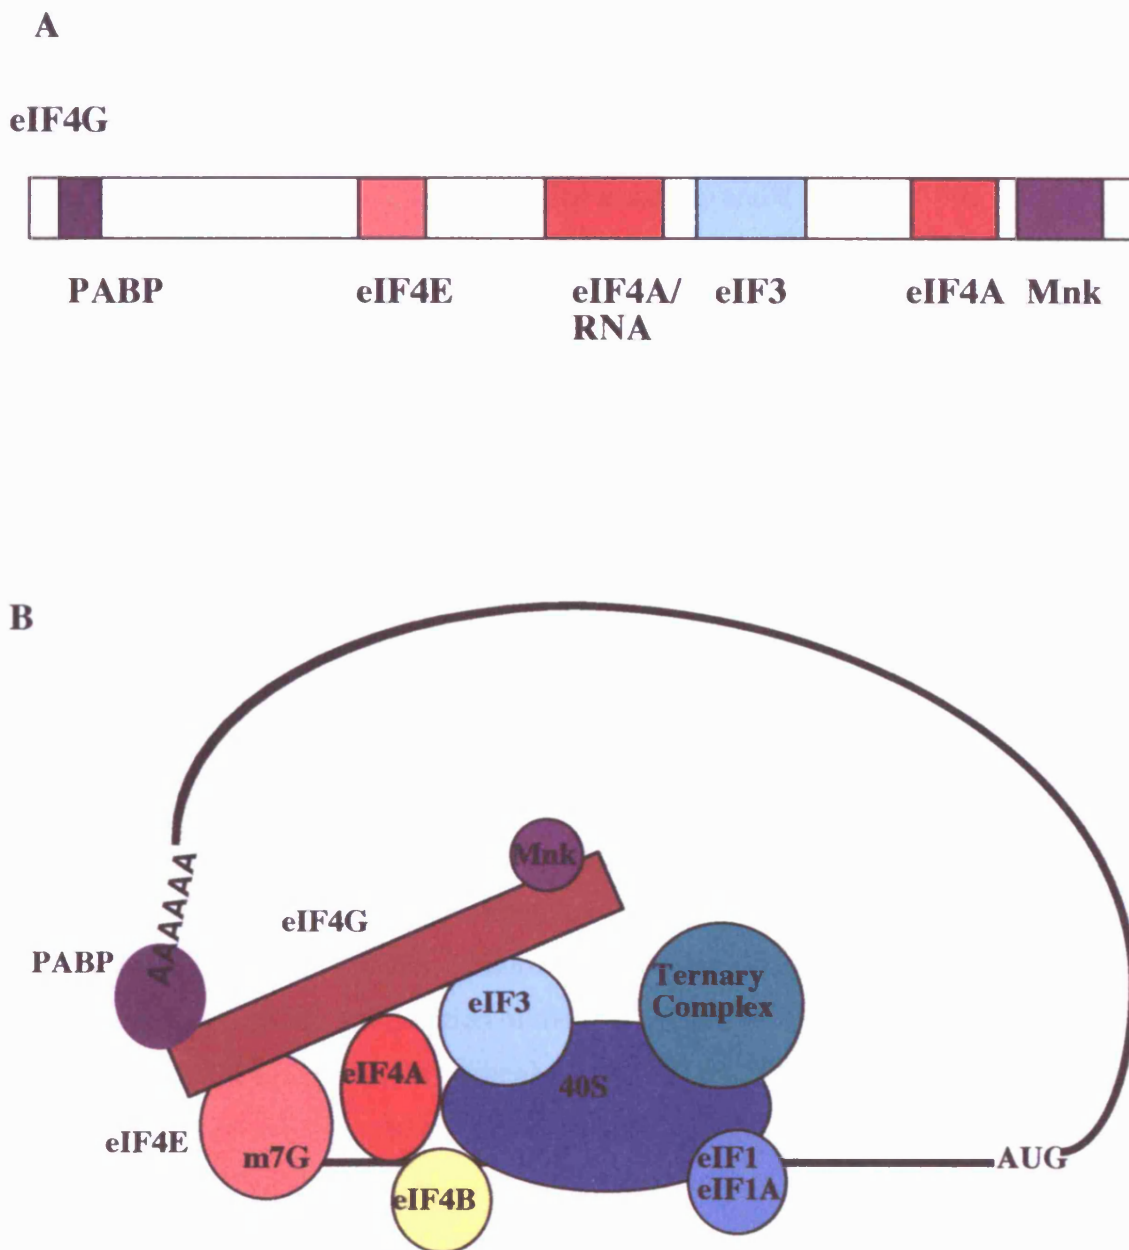 A
eIF4G
PABP eIF4E eIF4A/ eIF3 eIF4A Mnk
RNA
B
Mnk
AAAAAA
eIF4G
PABP
Ternary
Complex
eIF3
eIF4A
40S
eIF4E
m7G
eIF1
AUG
eIF1A
eIF4B